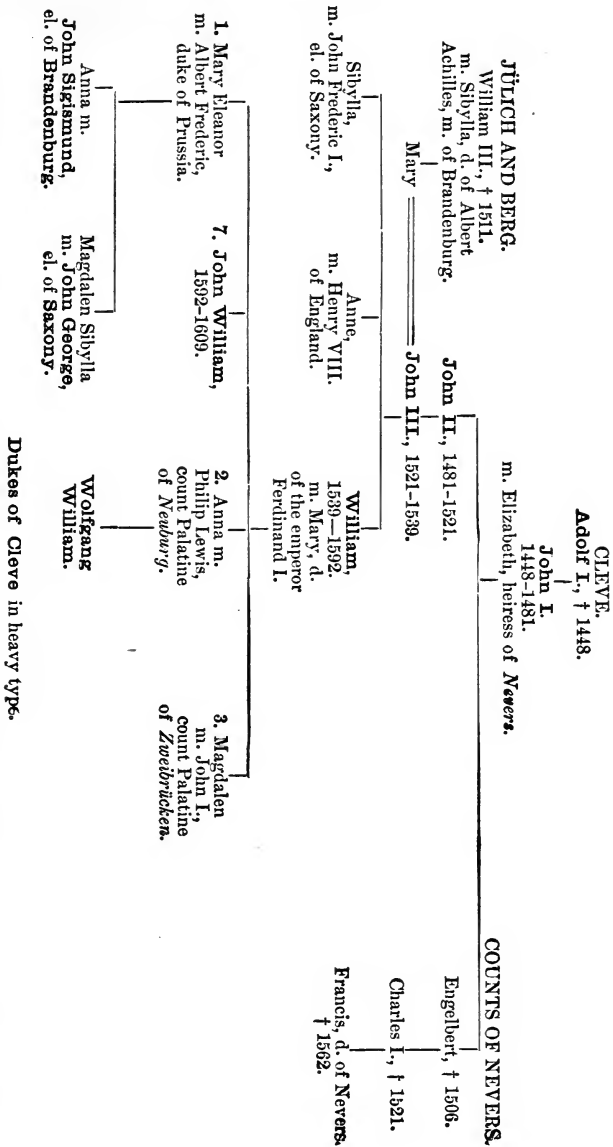 CLEVE.
Adolf I., † 1448.
John I.
1448–1481.
m. Elizabeth, heiress of Nevers.
COUNTS OF NEVERS.
JÜLICH AND BERG.
William III., † 1511.
m. Sibylla, d. of Albert
Achilles, m. of Brandenburg.
John II., 1481–1521.
Engelbert, † 1506.
Mary
John III., 1521–1539.
Charles I., † 1521.
Sibylla,
m. John Frederic I.,
el. of Saxony.
Anne,
m. Henry VIII.
of England.
William,
1539–1592.
m. Mary, d.
of the emperor
Ferdinand I.
Francis, d. of Nevers.
† 1562.
1. Mary Eleanor
m. Albert Frederic,
duke of Prussia.
7. John William,
1592–1609.
2. Anna m.
Philip Lewis,
count Palatine
of Neuburg.
3. Magdalen
m. John I.,
count Palatine
of Zweibrücken.
Anna m.
John Sigismund,
el. of Brandenburg.
Magdalen Sibylla
m. John George,
el. of Saxony.
Wolfgang
William.
Dukes of Cleve in heavy type.